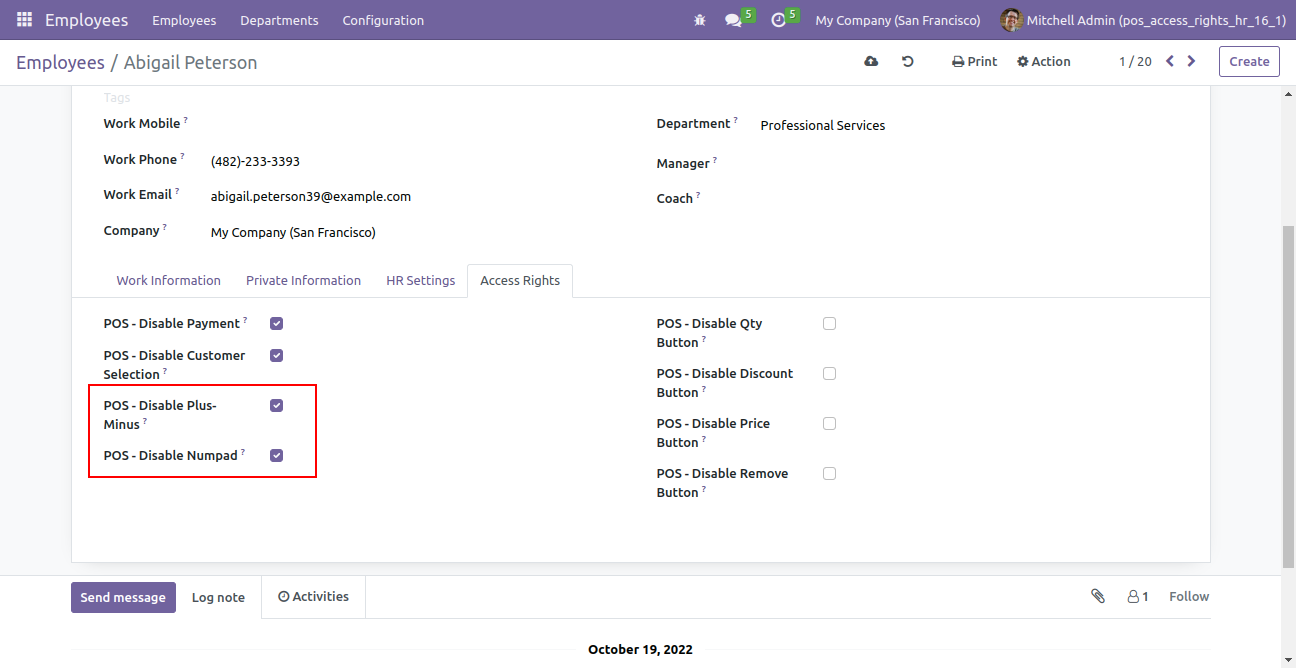 Employees Employees Departments Configuration 5 5 My Company (San Francisco) Mitchell Admin (pos_access_rights_hr_16_1)
Employees / Abigail Peterson Print Action 1 / 20 Create
Tags
Work Mobile ?
Work Phone ? (482)-233-3393
Work Email ? abigail.peterson39@example.com
Company ? My Company (San Francisco)
Department ? Professional Services
Manager ?
Coach ?
Work Information Private Information HR Settings Access Rights
POS - Disable Payment ?
POS - Disable Customer
Selection ?
POS - Disable Plus-
Minus ?
POS - Disable Numpad ?
POS - Disable Qty
Button ?
POS - Disable Discount
Button ?
POS - Disable Price
Button ?
POS - Disable Remove
Button ?
Send message Log note Activities 1 Follow
October 19, 2022